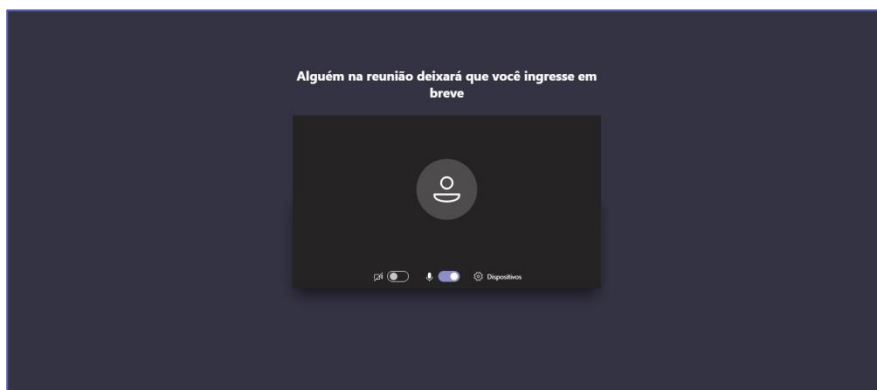 Alguém na reunião deixará que você ingresse em
breve
Dispositivos